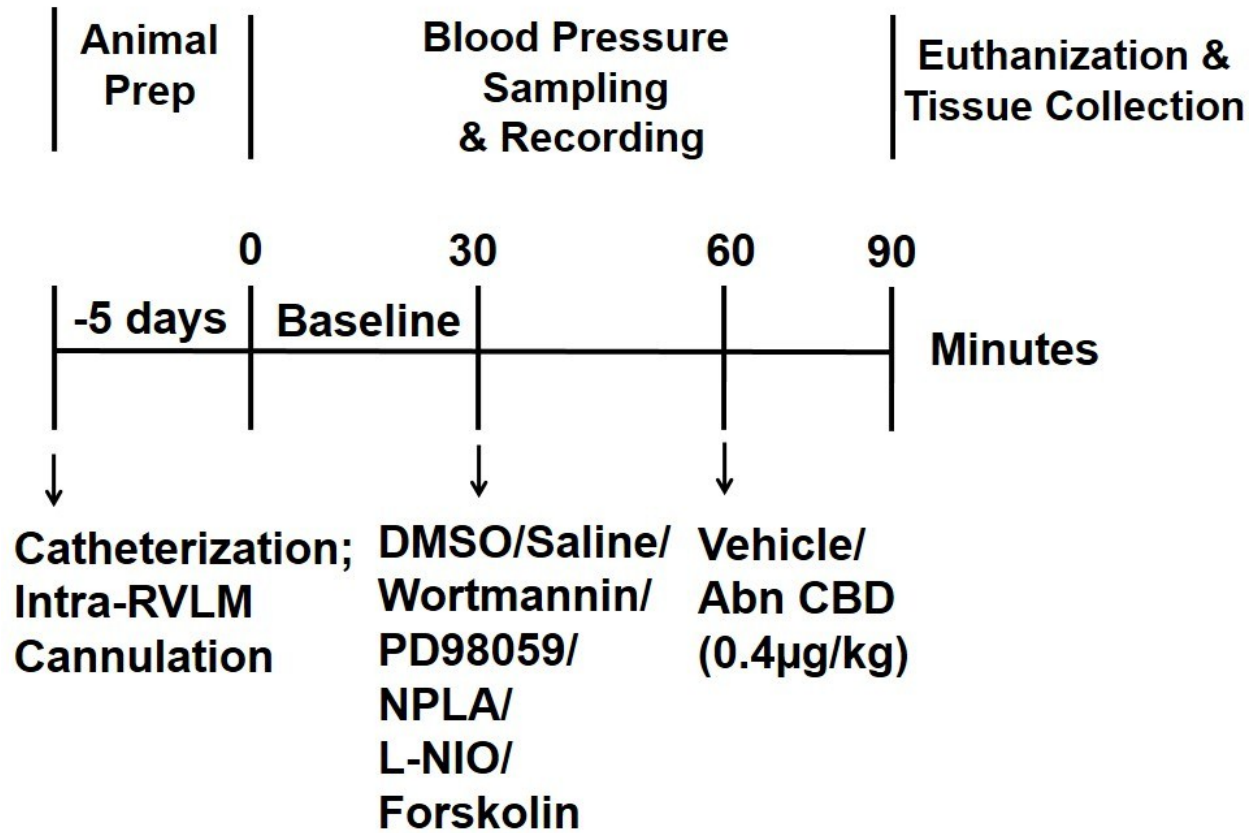 Animal
Prep
Blood Pressure
Sampling
& Recording
Euthanization &
Tissue Collection
0
30
60
90
-5 days
Baseline
Minutes
Catheterization;
Intra-RVLM
Cannulation
DMSO/Saline/
Wortmannin/
PD98059/
NPLA/
L-NIO/
Forskolin
Vehicle/
Abn CBD
(0.4µg/kg)